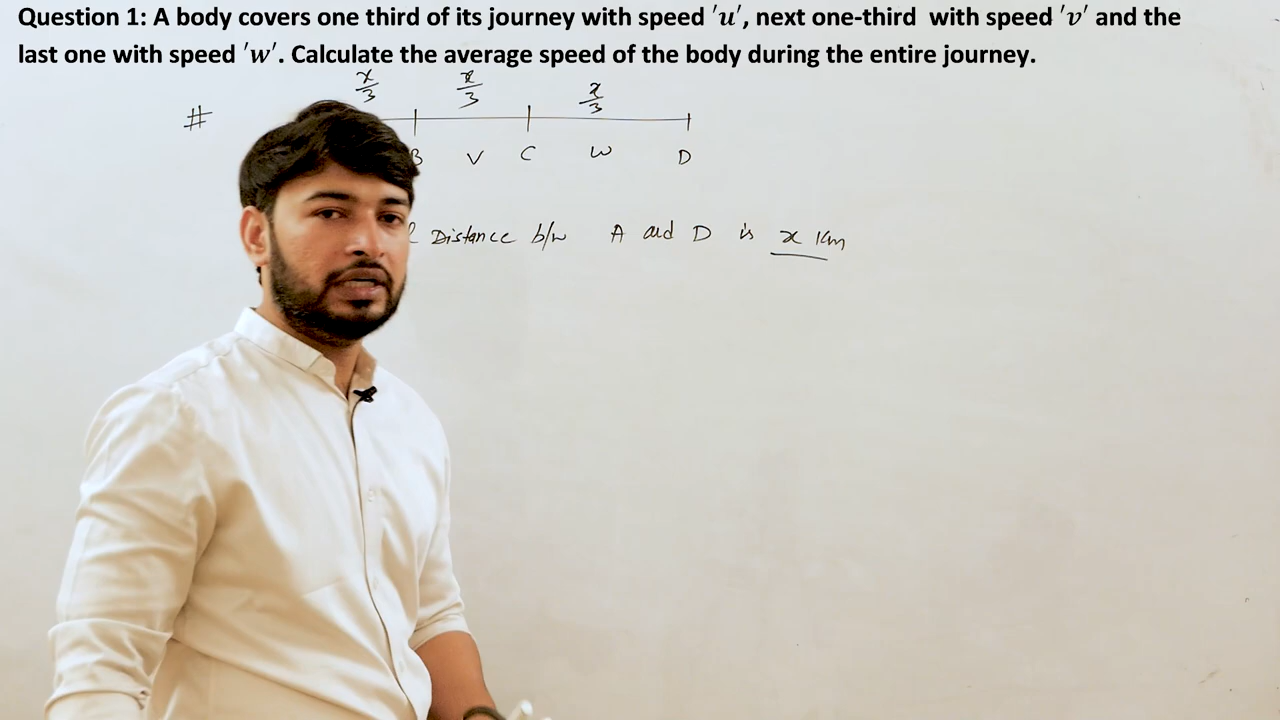 Question 1: A body covers one third of its journey with speed 'u', next one-third with speed 'v' and the
last one with speed 'w'. Calculate the average speed of the body during the entire journey.
x/3 x/3 x/3
#
B V C W D
Distance b/w A and D is x Km